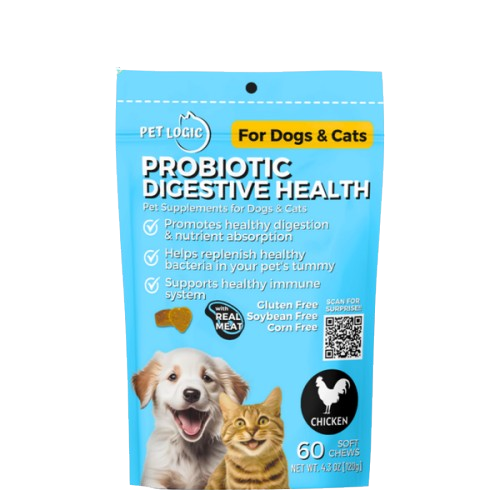 PET LOGIC
For Dogs & Cats
PROBIOTIC
DIGESTIVE HEALTH
Pet Supplements for Dogs & Cats
Promotes healthy digestion
& nutrient absorption
Helps replenish healthy
bacteria in your pet's tummy
Supports healthy immune
system
with
REAL
MEAT
Gluten Free
Soybean Free
Corn Free
SCAN FOR
SURPRISE!
CHICKEN
60 SOFT
CHEWS
NET WT. 4.3 OZ (120g)